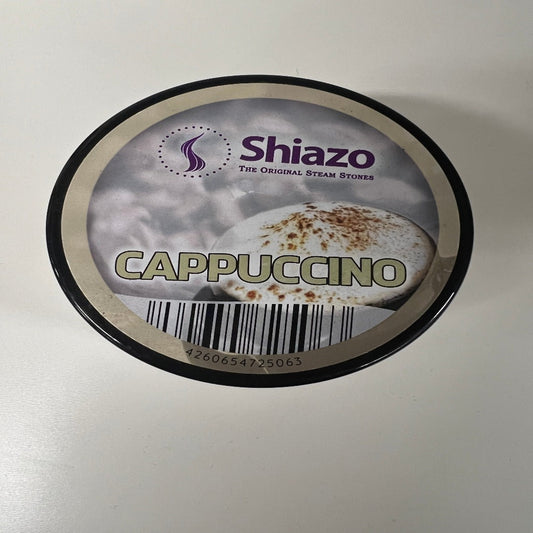 Shiazo
THE ORIGINAL STEAM STONES
CAPPUCCINO
4260654725063